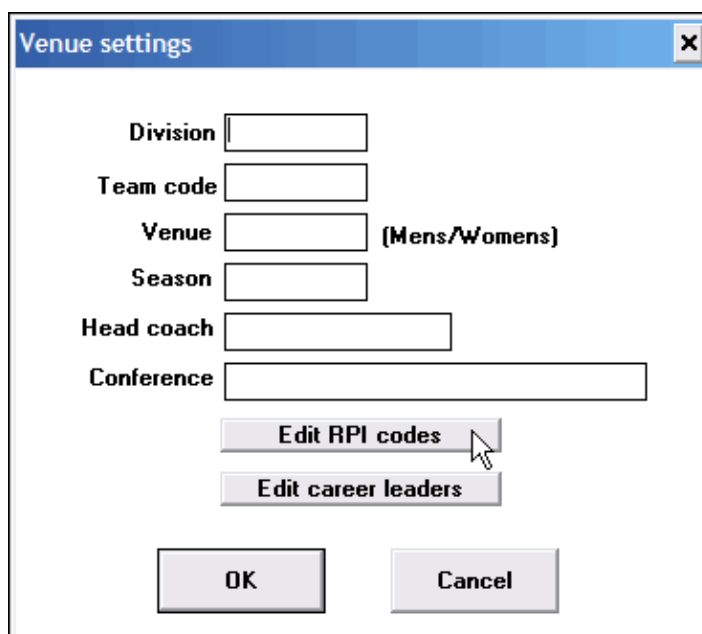 Venue settings
Division
Team code
Venue (Mens/Womens)
Season
Head coach
Conference
Edit RPI codes
Edit career leaders
OK Cancel